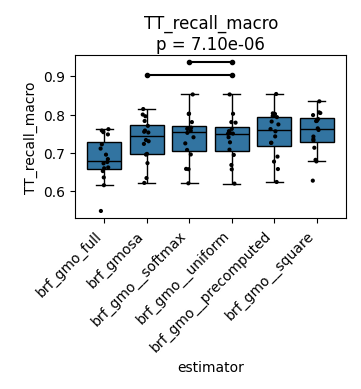 TT_recall_macro
p = 7.10e-06
TT_recall_macro
0.9
0.8
0.7
0.6
brf_gmo_full
brf_gmosa
brf_gmo__softmax
brf_gmo__uniform
brf_gmo__precomputed
brf_gmo__square
estimator